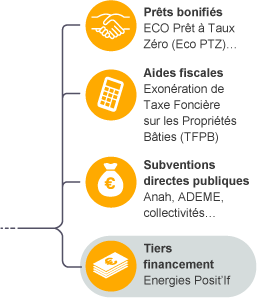 Prêts bonifiés
ECO Prêt à Taux
Zéro (Eco PTZ)...
Aides fiscales
Exonération de
Taxe Foncière
sur les Propriétés
Bâties (TFPB)
Subventions
directes publiques
Anah, ADEME,
collectivités...
Tiers
financement
Energies Posit'If